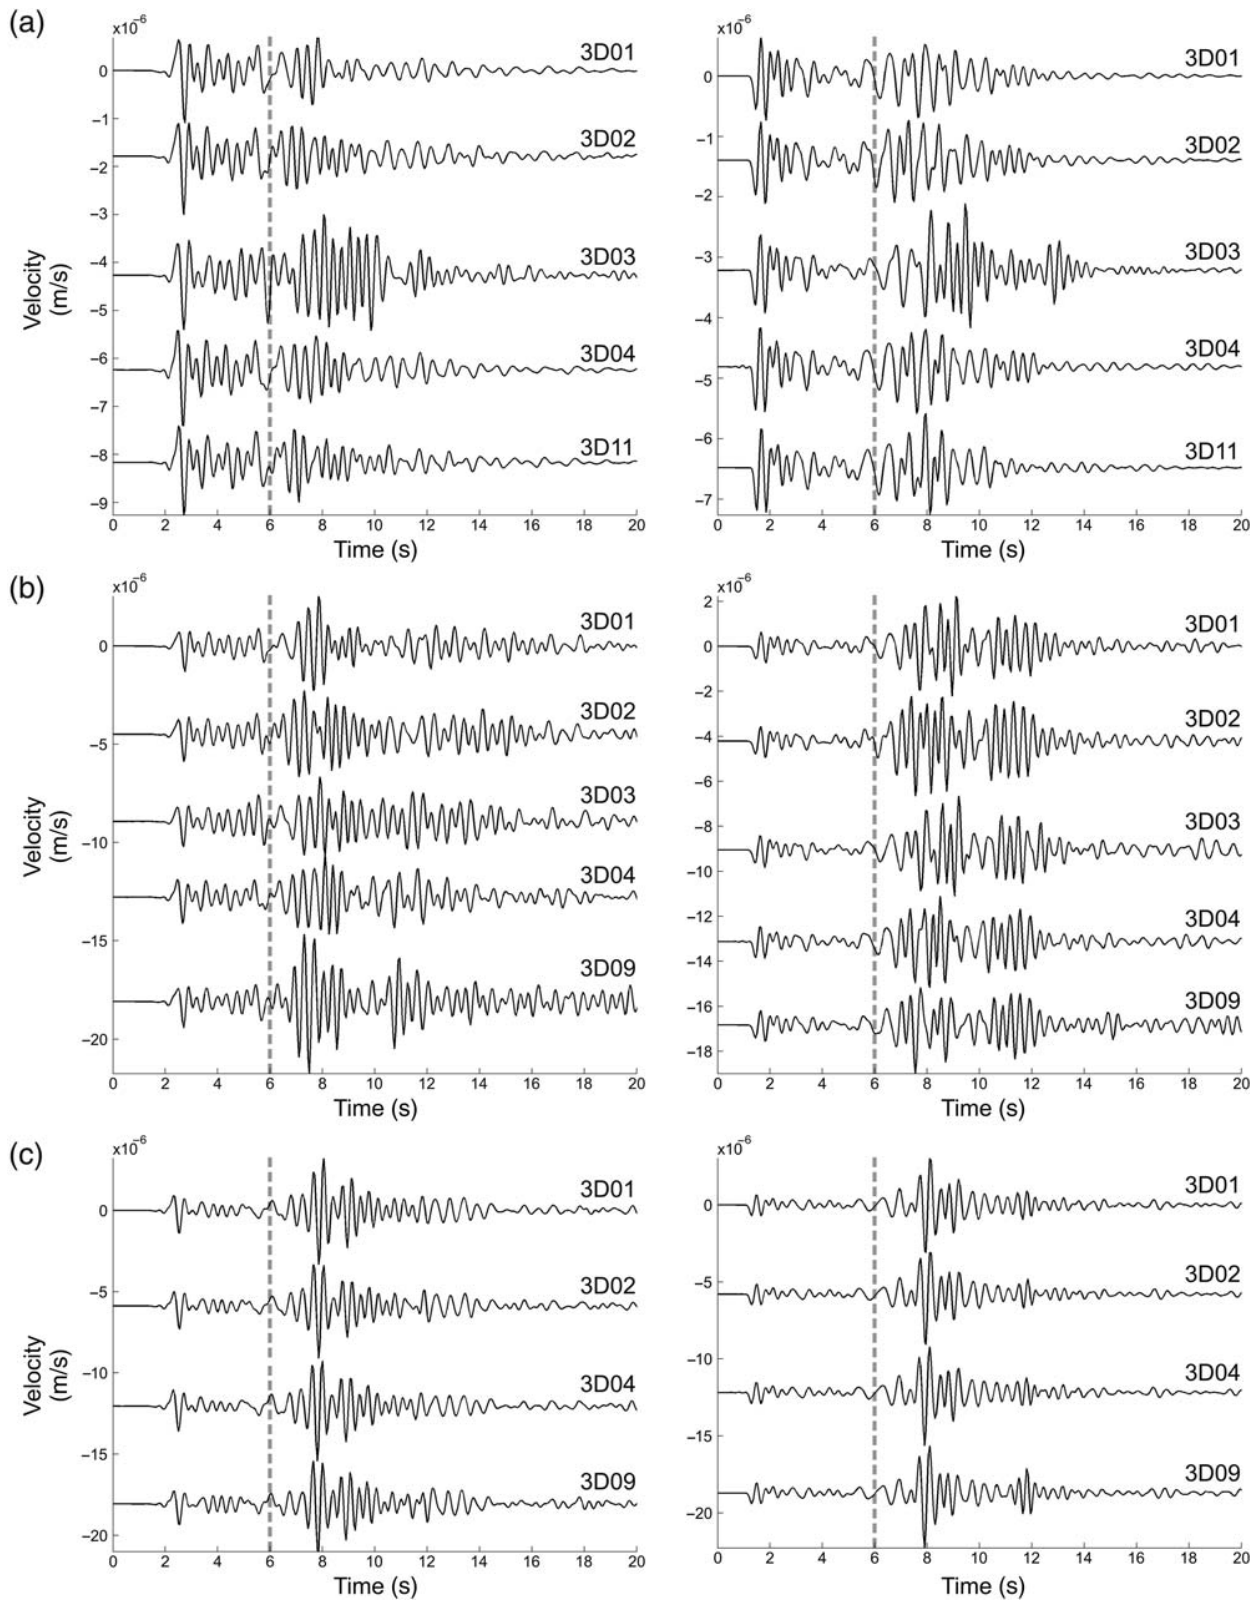 (a)
x10⁻⁶
0
−1
−2
−3
−4
−5
−6
−7
−8
−9
Velocity
(m/s)
3D01
3D02
3D03
3D04
3D11
0 2 4 6 8 10 12 14 16 18 20
Time (s)
x10⁻⁶
0
−1
−2
−3
−4
−5
−6
−7
3D01
3D02
3D03
3D04
3D11
0 2 4 6 8 10 12 14 16 18 20
Time (s)
(b)
x10⁻⁶
0
−5
−10
−15
−20
Velocity
(m/s)
3D01
3D02
3D03
3D04
3D09
0 2 4 6 8 10 12 14 16 18 20
Time (s)
x10⁻⁶
2
0
−2
−4
−6
−8
−10
−12
−14
−16
−18
3D01
3D02
3D03
3D04
3D09
0 2 4 6 8 10 12 14 16 18 20
Time (s)
(c)
x10⁻⁶
0
−5
−10
−15
−20
Velocity
(m/s)
3D01
3D02
3D04
3D09
0 2 4 6 8 10 12 14 16 18 20
Time (s)
x10⁻⁶
0
−5
−10
−15
−20
3D01
3D02
3D04
3D09
0 2 4 6 8 10 12 14 16 18 20
Time (s)